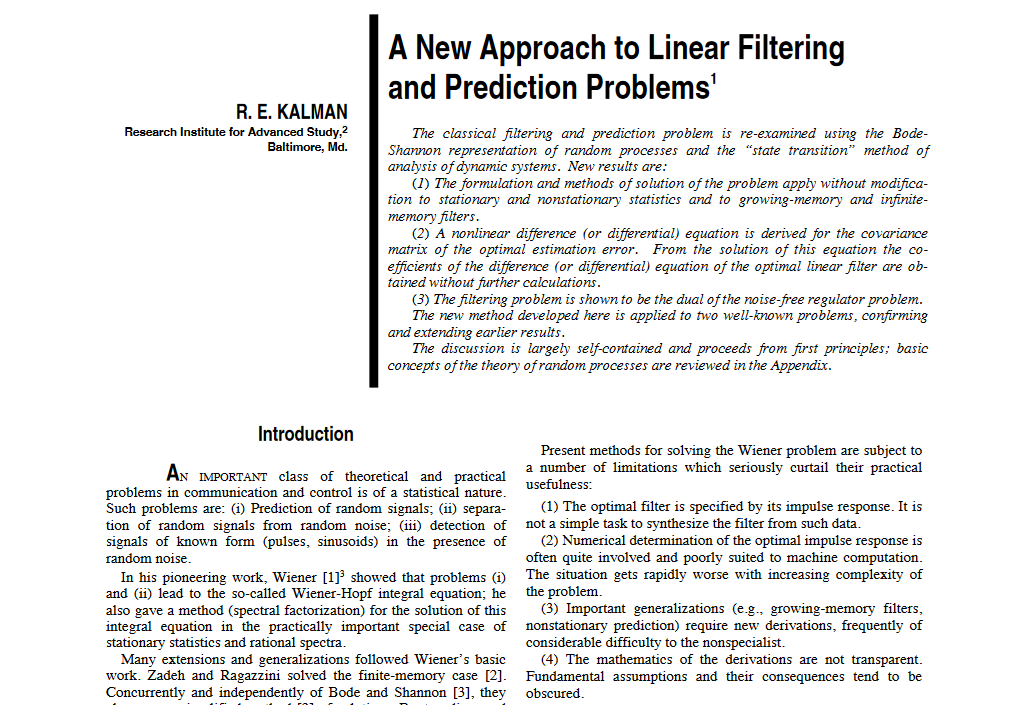 A New Approach to Linear Filtering
and Prediction Problems¹
R. E. KALMAN
Research Institute for Advanced Study,²
Baltimore, Md.
The classical filtering and prediction problem is re-examined using the Bode-
Shannon representation of random processes and the “state transition” method of
analysis of dynamic systems. New results are:
(1) The formulation and methods of solution of the problem apply without modifica-
tion to stationary and nonstationary statistics and to growing-memory and infinite-
memory filters.
(2) A nonlinear difference (or differential) equation is derived for the covariance
matrix of the optimal estimation error. From the solution of this equation the co-
efficients of the difference (or differential) equation of the optimal linear filter are ob-
tained without further calculations.
(3) The filtering problem is shown to be the dual of the noise-free regulator problem.
The new method developed here is applied to two well-known problems, confirming
and extending earlier results.
The discussion is largely self-contained and proceeds from first principles; basic
concepts of the theory of random processes are reviewed in the Appendix.
Introduction
AN IMPORTANT class of theoretical and practical
problems in communication and control is of a statistical nature.
Such problems are: (i) Prediction of random signals; (ii) separa-
tion of random signals from random noise; (iii) detection of
signals of known form (pulses, sinusoids) in the presence of
random noise.
In his pioneering work, Wiener [1]³ showed that problems (i)
and (ii) lead to the so-called Wiener-Hopf integral equation; he
also gave a method (spectral factorization) for the solution of this
integral equation in the practically important special case of
stationary statistics and rational spectra.
Many extensions and generalizations followed Wiener’s basic
work. Zadeh and Ragazzini solved the finite-memory case [2].
Concurrently and independently of Bode and Shannon [3], they
Present methods for solving the Wiener problem are subject to
a number of limitations which seriously curtail their practical
usefulness:
(1) The optimal filter is specified by its impulse response. It is
not a simple task to synthesize the filter from such data.
(2) Numerical determination of the optimal impulse response is
often quite involved and poorly suited to machine computation.
The situation gets rapidly worse with increasing complexity of
the problem.
(3) Important generalizations (e.g., growing-memory filters,
nonstationary prediction) require new derivations, frequently of
considerable difficulty to the nonspecialist.
(4) The mathematics of the derivations are not transparent.
Fundamental assumptions and their consequences tend to be
obscured.